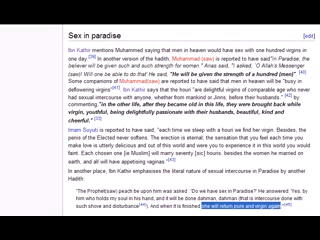 Sex in paradise [edit]
Ibn Kathir mentions Muhammed saying that men in heaven would have sex with one hundred virgins in
one day.[39] In another version of the hadith, Muhammed(saw) is reported to have said"In Paradise, the
believer will be given such and such strength for women." Anas said, "I asked, 'O Allah's Messenger
(saw)! Will one be able to do that' He said, "He will be given the strength of a hundred (men)" [40]
Some companions of Muhammed(saw) are reported to have said that men in heaven will be "busy in
deflowering virgins"[41] Ibn Kathir says that the houn "are delightful virgins of comparable age who never
had sexual intercourse with anyone, whether from mankind or Jinns, before their husbands" [42] by
commenting,"in the other life, after they became old in this life, they were brought back while
virgin, youthful, being delightfully passionate with their husbands, beautiful, kind and
cheerful." [33]
Imam Suyuti is reported to have said, "each time we sleep with a houri we find her virgin. Besides, the
penis of the Elected never softens. The erection is eternal; the sensation that you feel each time you
make love is utterly delicious and out of this world and were you to experience it in this world you would
faint. Each chosen one [ie Muslim] will marry seventy [sic] houris, besides the women he married on
earth, and all will have appetising vaginas." [43]
In another place, Ibn Kathir emphasises the literal nature of sexual intercourse in Paradise by another
Hadith:
"The Prophet(saw) peach be upon him was asked: 'Do we have sex in Paradise?' He answered: 'Yes, by
him who holds my soul in his hand, and it will be done dahman, dahman (that is intercourse done with
such shove and disturbance[44]). And when it is finished she will return pure and virgin again'" [45]